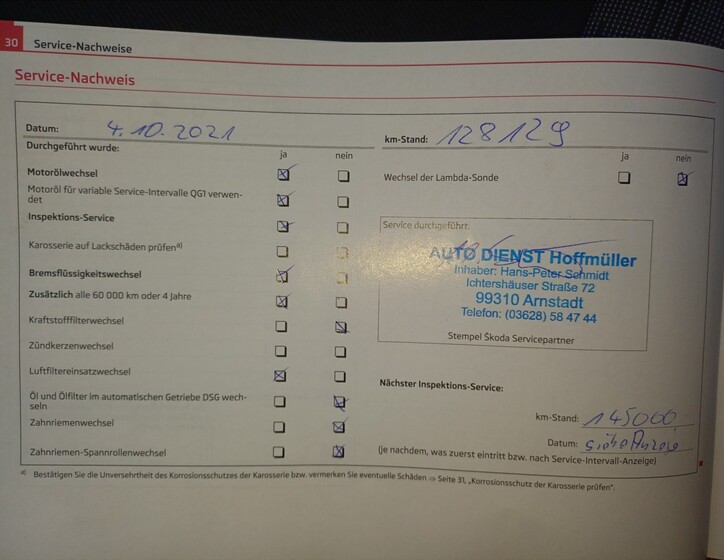 30 Service-Nachweise
Service-Nachweis
Datum: 4.10.2021
km-Stand: 128129
Durchgeführt wurde:
ja nein
ja nein
Motorölwechsel
Wechsel der Lambda-Sonde
Motoröl für variable Service-Intervalle QG1 verwen-
det
Inspektions-Service
Karosserie auf Lackschäden prüfen a)
Bremsflüssigkeitswechsel
Zusätzlich alle 60 000 km oder 4 Jahre
Kraftstofffilterwechsel
Zündkerzenwechsel
Luftfiltereinsatzwechsel
Öl und Ölfilter im automatischen Getriebe DSG wech-
seln
Zahnriemenwechsel
Zahnriemen-Spannrollenwechsel
Service durchgeführt:
AUTO DIENST Hoffmüller
Inhaber: Hans-Peter Schmidt
Ichtershäuser Straße 72
99310 Arnstadt
Telefon: (03628) 58 47 44
Stempel Škoda Servicepartner
Nächster Inspektions-Service:
km-Stand: 145000
Datum: siehe Anzeige
(je nachdem, was zuerst eintritt bzw. nach Service-Intervall-Anzeige)
a) Bestätigen Sie die Unversehrtheit des Korrosionsschutzes der Karosserie bzw. vermerken Sie eventuelle Schäden ⇒ Seite 31, „Korrosionsschutz der Karosserie prüfen".